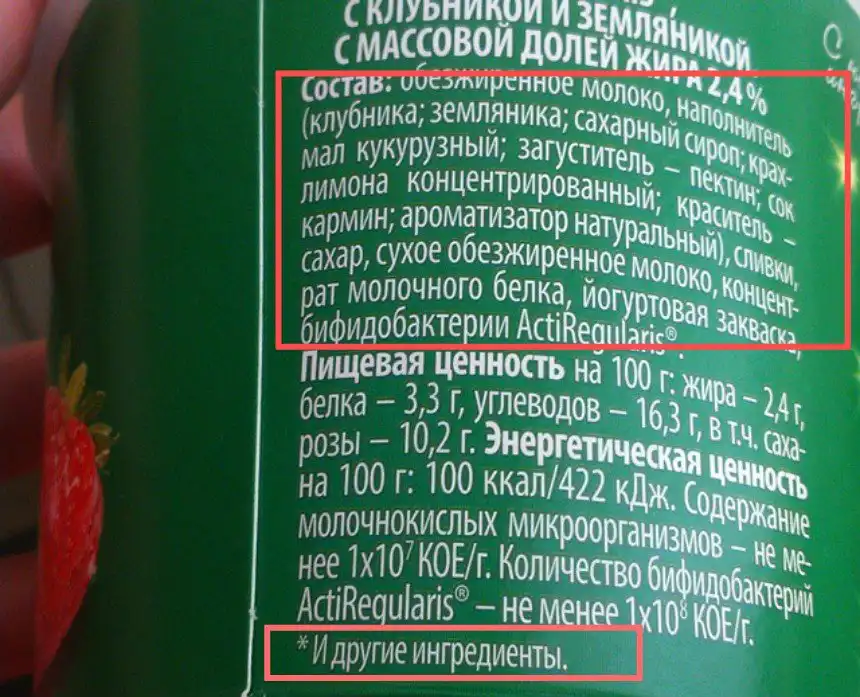 С КЛУБНИКОЙ И ЗЕМЛЯНИКОЙ
С МАССОВОЙ ДОЛЕЙ ЖИРА 2,4 %
Состав: обезжиренное молоко, наполнитель
(клубника; земляника; сахарный сироп; крах-
мал кукурузный; загуститель – пектин; сок
лимона концентрированный; краситель –
кармин; ароматизатор натуральный), сливки,
сахар, сухое обезжиренное молоко, концент-
рат молочного белка, йогуртовая закваска,
бифидобактерии ActiRegularis®
Пищевая ценность на 100 г: жира – 2,4 г,
белка – 3,3 г, углеводов – 16,3 г, в т.ч. саха-
розы – 10,2 г. Энергетическая ценность
на 100 г: 100 ккал/422 кДж. Содержание
молочнокислых микроорганизмов – не ме-
нее 1x10⁷ КОЕ/г. Количество бифидобактерий
ActiRegularis® – не менее 1x10⁸ КОЕ/г.
* И другие ингредиенты.